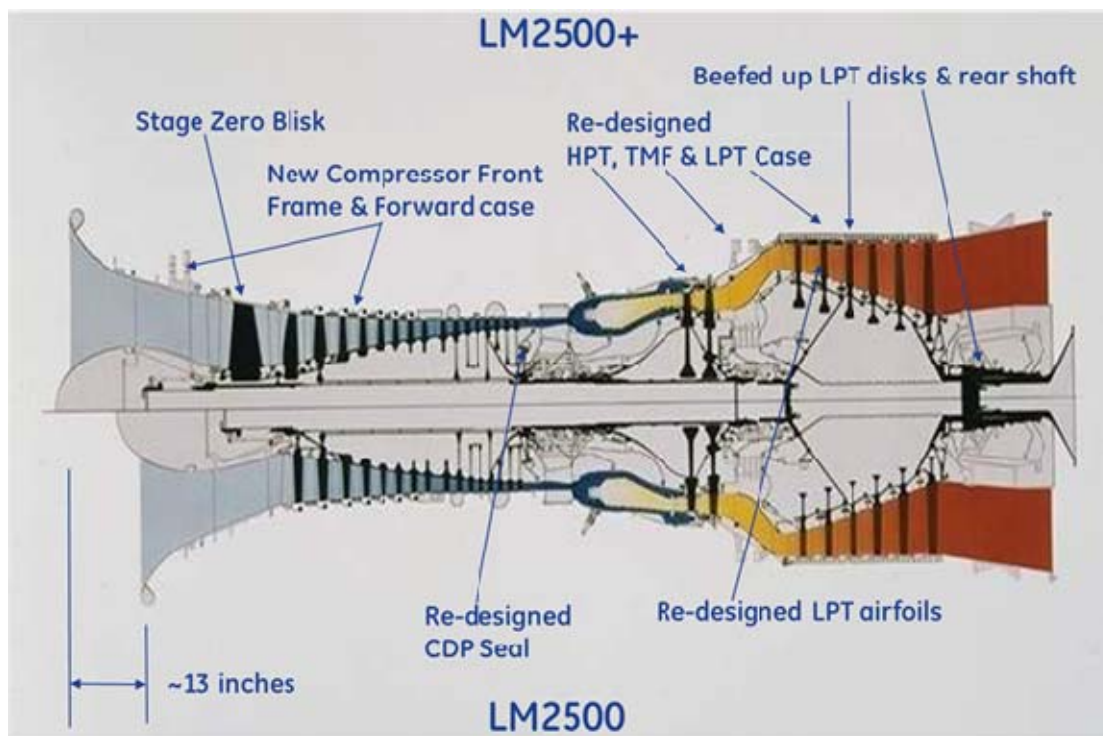 LM2500+
Beefed up LPT disks & rear shaft
Stage Zero Blisk
Re-designed
HPT, TMF & LPT Case
New Compressor Front
Frame & Forward case
Re-designed
CDP Seal
Re-designed LPT airfoils
~13 inches
LM2500